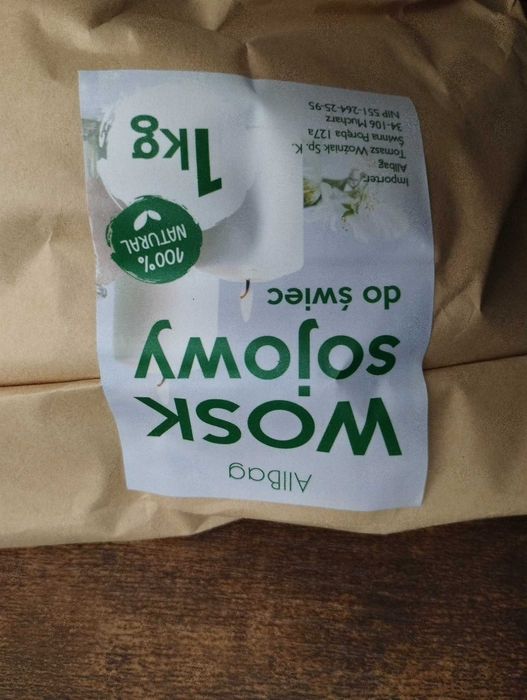 AllBag
WOSK
sojowy
do świec
100%
NATURAL
1kg
Importer:
Allbag
Tomasz Woźniak Sp. K.
Świnna Poręba 127a
34-106 Mucharz
NIP 551-264-25-95